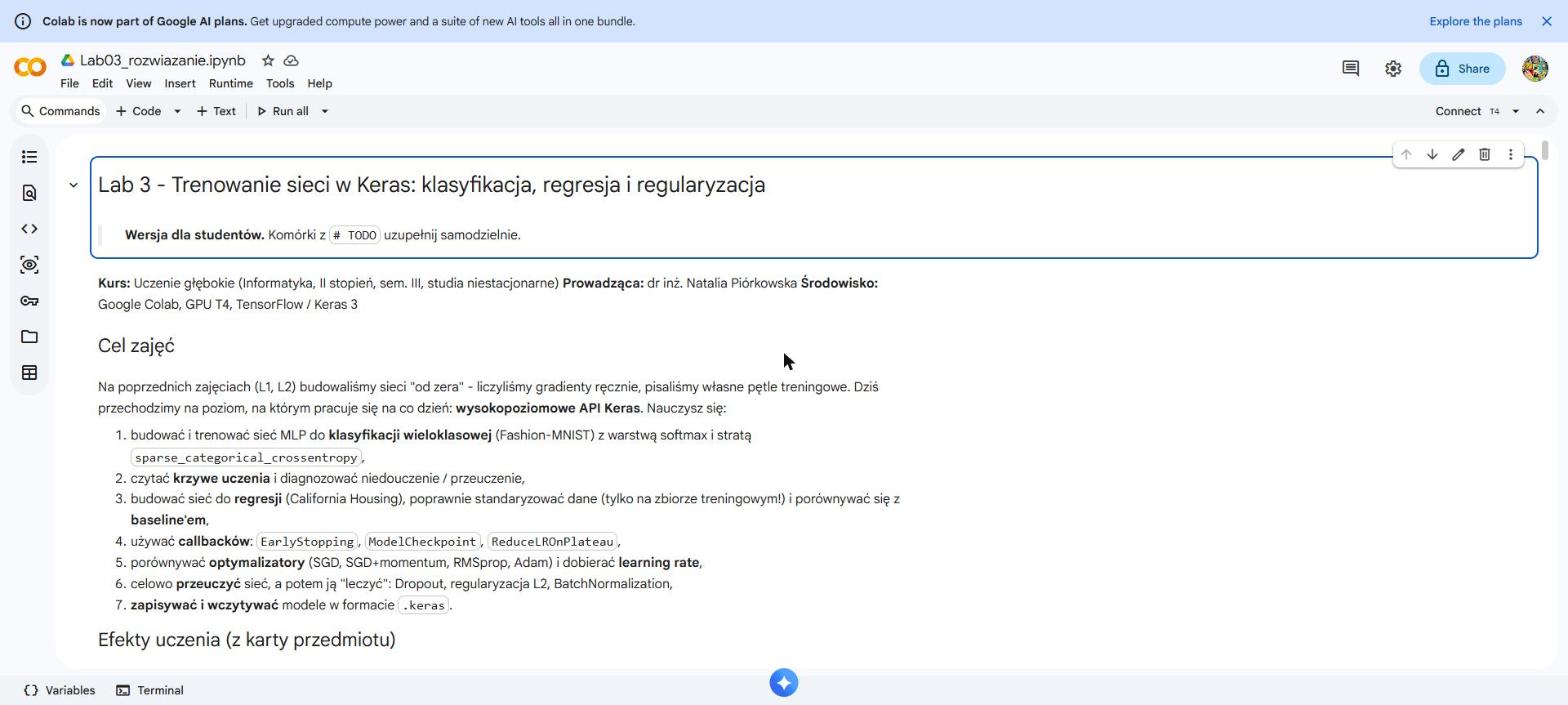 Colab is now part of Google AI plans. Get upgraded compute power and a suite of new AI tools all in one bundle.
Explore the plans
Lab03_rozwiazanie.ipynb
File Edit View Insert Runtime Tools Help
Share
Commands + Code + Text Run all
Connect T4
Lab 3 - Trenowanie sieci w Keras: klasyfikacja, regresja i regularyzacja
Wersja dla studentów. Komórki z # TODO uzupełnij samodzielnie.
Kurs: Uczenie głębokie (Informatyka, II stopień, sem. III, studia niestacjonarne) Prowadząca: dr inż. Natalia Piórkowska Środowisko:
Google Colab, GPU T4, TensorFlow / Keras 3
Cel zajęć
Na poprzednich zajęciach (L1, L2) budowaliśmy sieci "od zera" - liczyliśmy gradienty ręcznie, pisaliśmy własne pętle treningowe. Dziś
przechodzimy na poziom, na którym pracuje się na co dzień: wysokopoziomowe API Keras. Nauczysz się:
1. budować i trenować sieć MLP do klasyfikacji wieloklasowej (Fashion-MNIST) z warstwą softmax i stratą
sparse_categorical_crossentropy,
2. czytać krzywe uczenia i diagnozować niedouczenie / przeuczenie,
3. budować sieć do regresji (California Housing), poprawnie standaryzować dane (tylko na zbiorze treningowym!) i porównywać się z
baseline'em,
4. używać callbacków: EarlyStopping, ModelCheckpoint, ReduceLROnPlateau,
5. porównywać optymalizatory (SGD, SGD+momentum, RMSprop, Adam) i dobierać learning rate,
6. celowo przeuczyć sieć, a potem ją "leczyć": Dropout, regularyzacja L2, BatchNormalization,
7. zapisywać i wczytywać modele w formacie .keras.
Efekty uczenia (z karty przedmiotu)
Variables Terminal